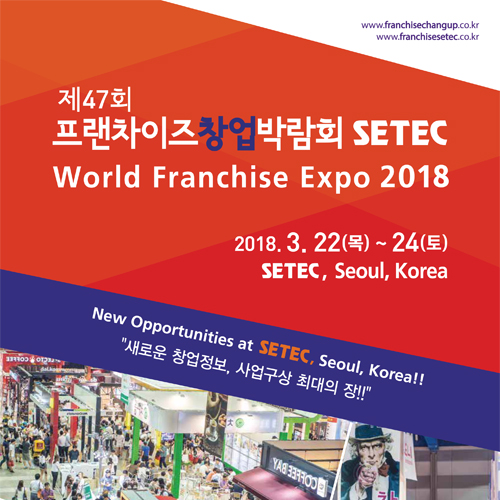 www.franchisechangup.co.kr
www.franchisesetec.co.kr
제47회
프랜차이즈창업박람회 SETEC
World Franchise Expo 2018
2018. 3. 22(목) ~ 24(토)
SETEC, Seoul, Korea
New Opportunities at SETEC, Seoul, Korea!!
"새로운 창업정보, 사업구상 최대의 장!!"
COFFEE BAY